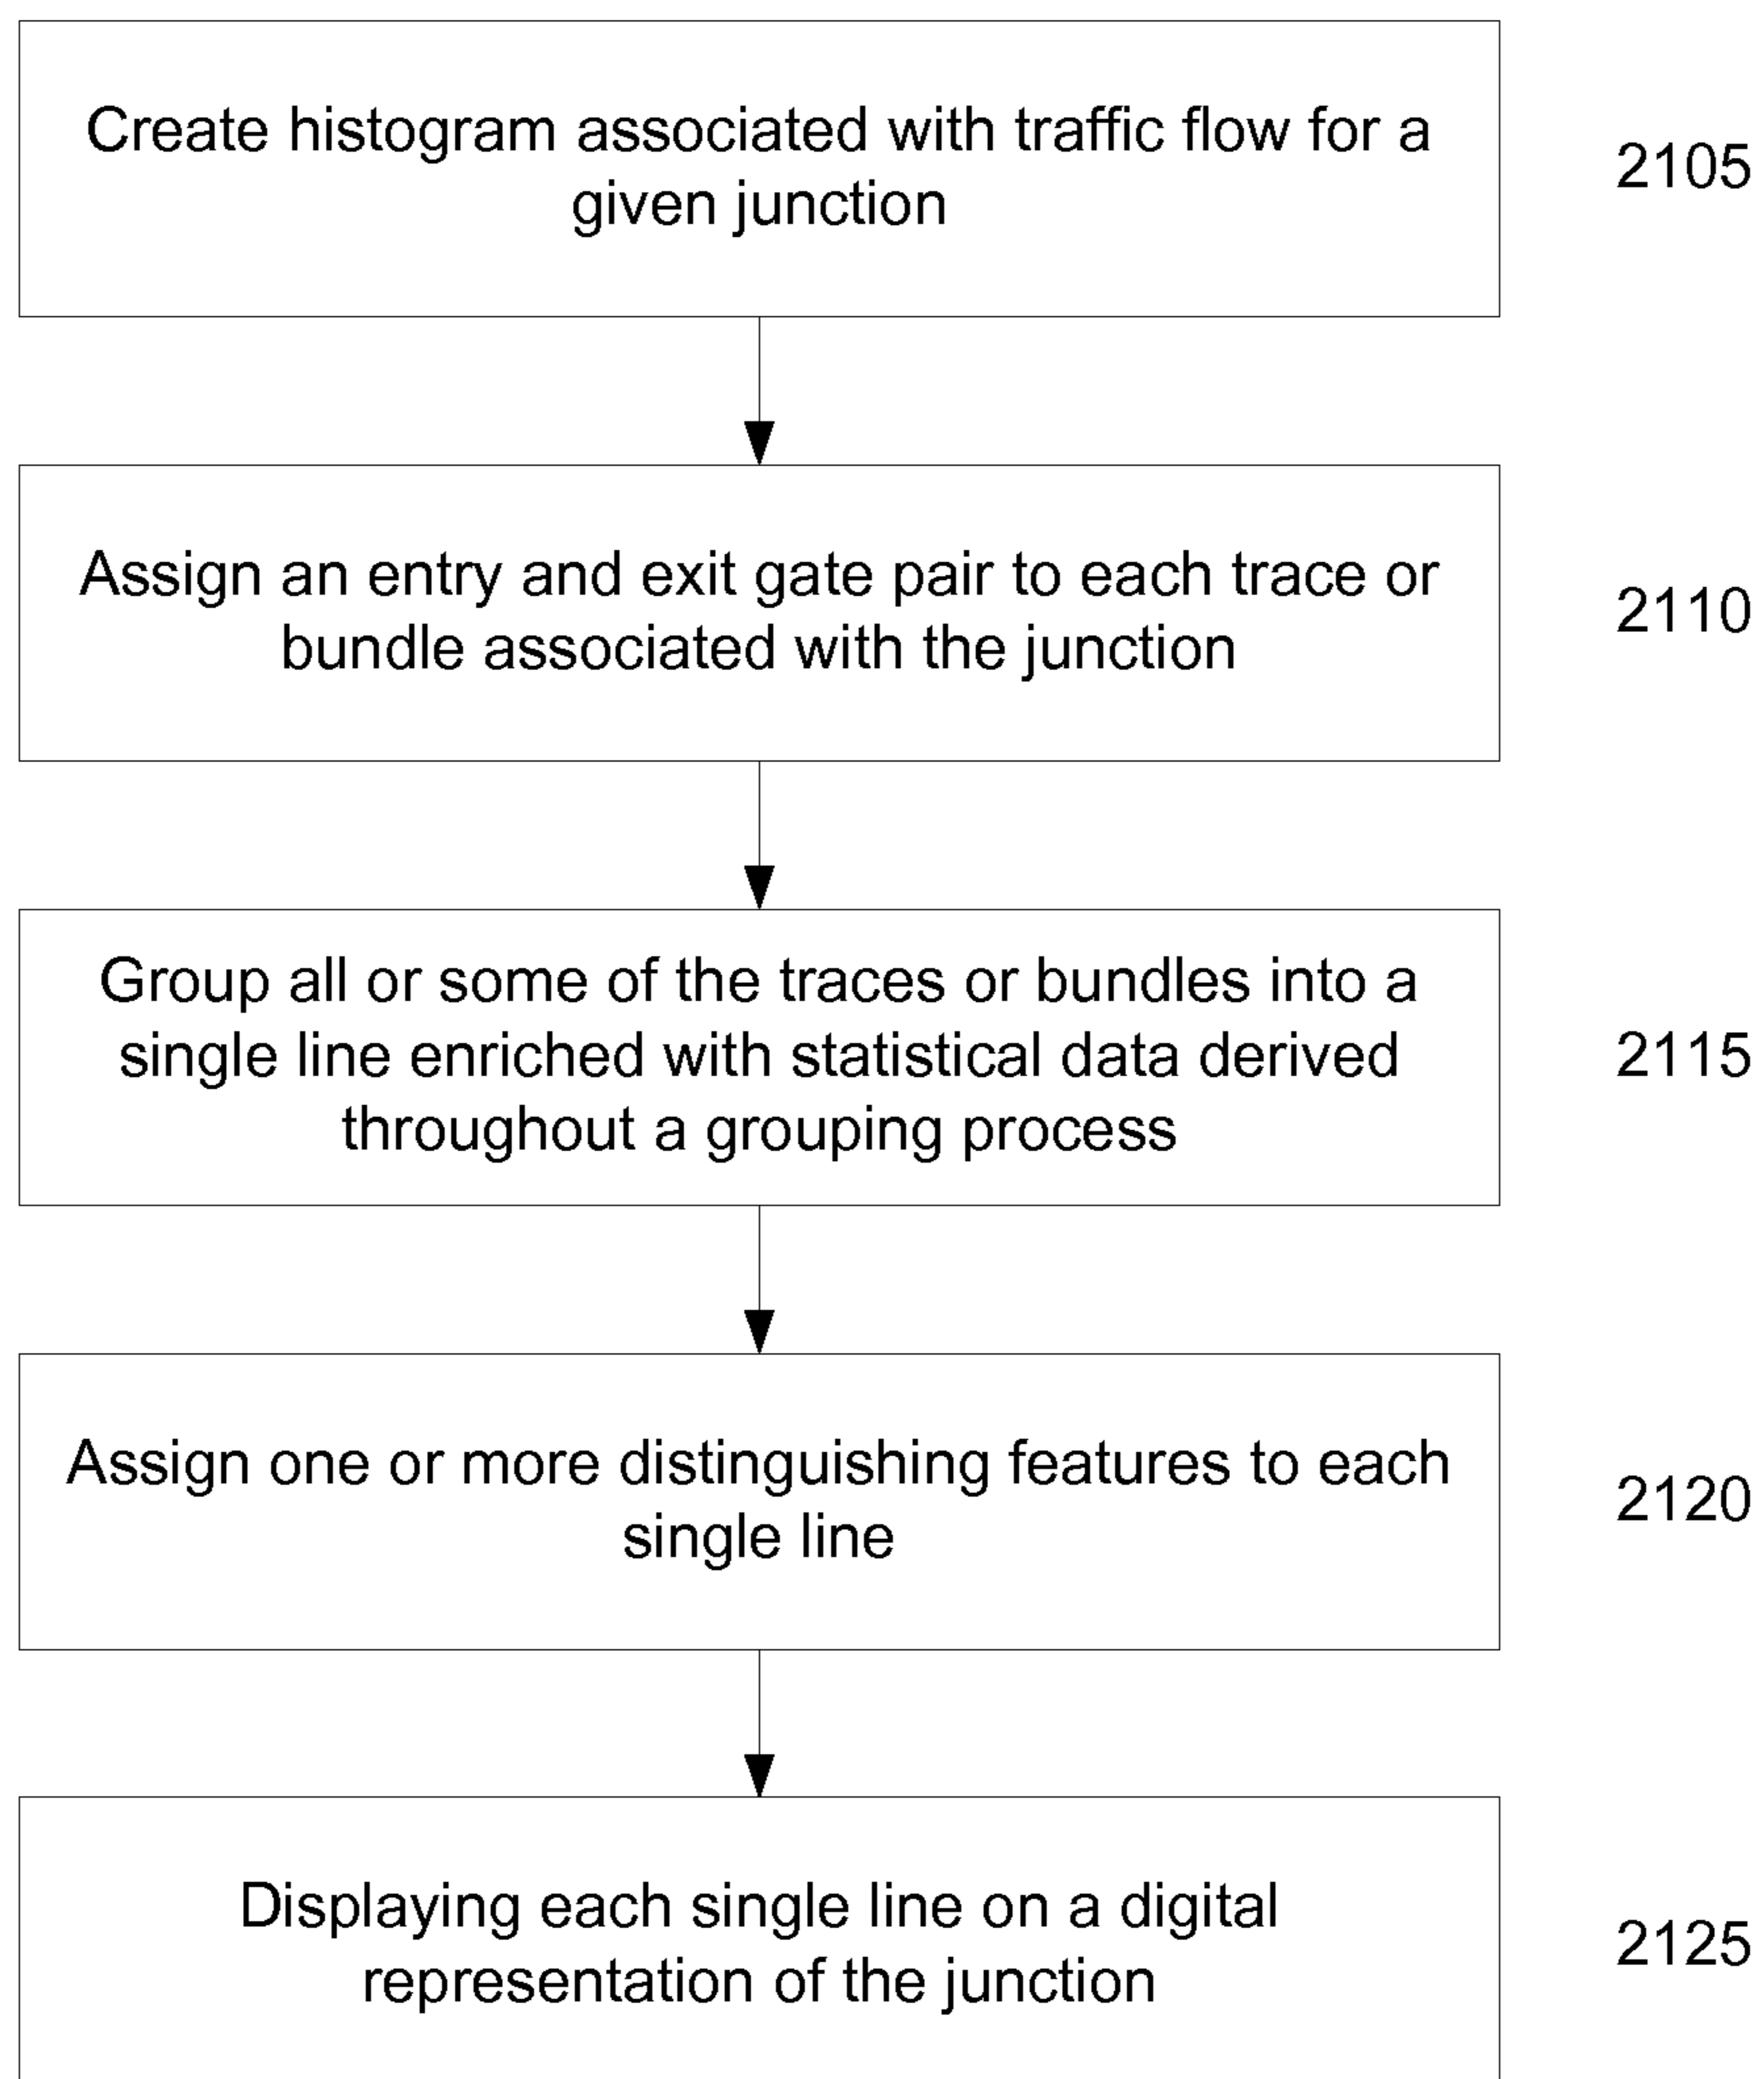 Create histogram associated with traffic flow for a
given junction
2105
Assign an entry and exit gate pair to each trace or
bundle associated with the junction
2110
Group all or some of the traces or bundles into a
single line enriched with statistical data derived
throughout a grouping process
2115
Assign one or more distinguishing features to each
single line
2120
Displaying each single line on a digital
representation of the junction
2125